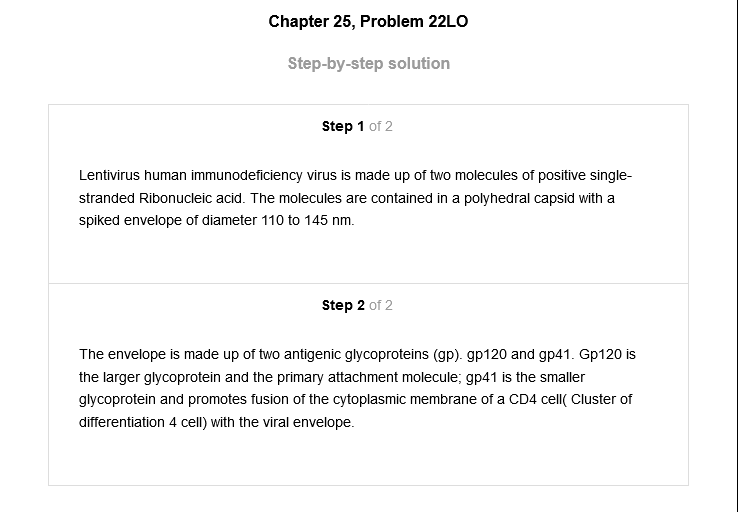 Chapter 25, Problem 22LO
Step-by-step solution
Step 1 of 2
Lentivirus human immunodeficiency virus is made up of two molecules of positive single-
stranded Ribonucleic acid. The molecules are contained in a polyhedral capsid with a
spiked envelope of diameter 110 to 145 nm.
Step 2 of 2
The envelope is made up of two antigenic glycoproteins (gp). gp120 and gp41. Gp120 is
the larger glycoprotein and the primary attachment molecule; gp41 is the smaller
glycoprotein and promotes fusion of the cytoplasmic membrane of a CD4 cell( Cluster of
differentiation 4 cell) with the viral envelope.